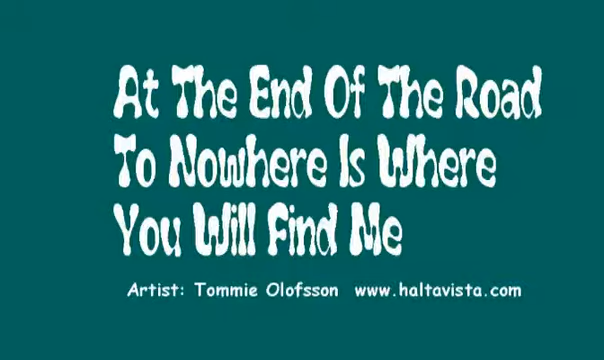 At The End Of The Road
To Nowhere Is Where
You Will Find Me
Artist: Tommie Olofsson www.haltavista.com